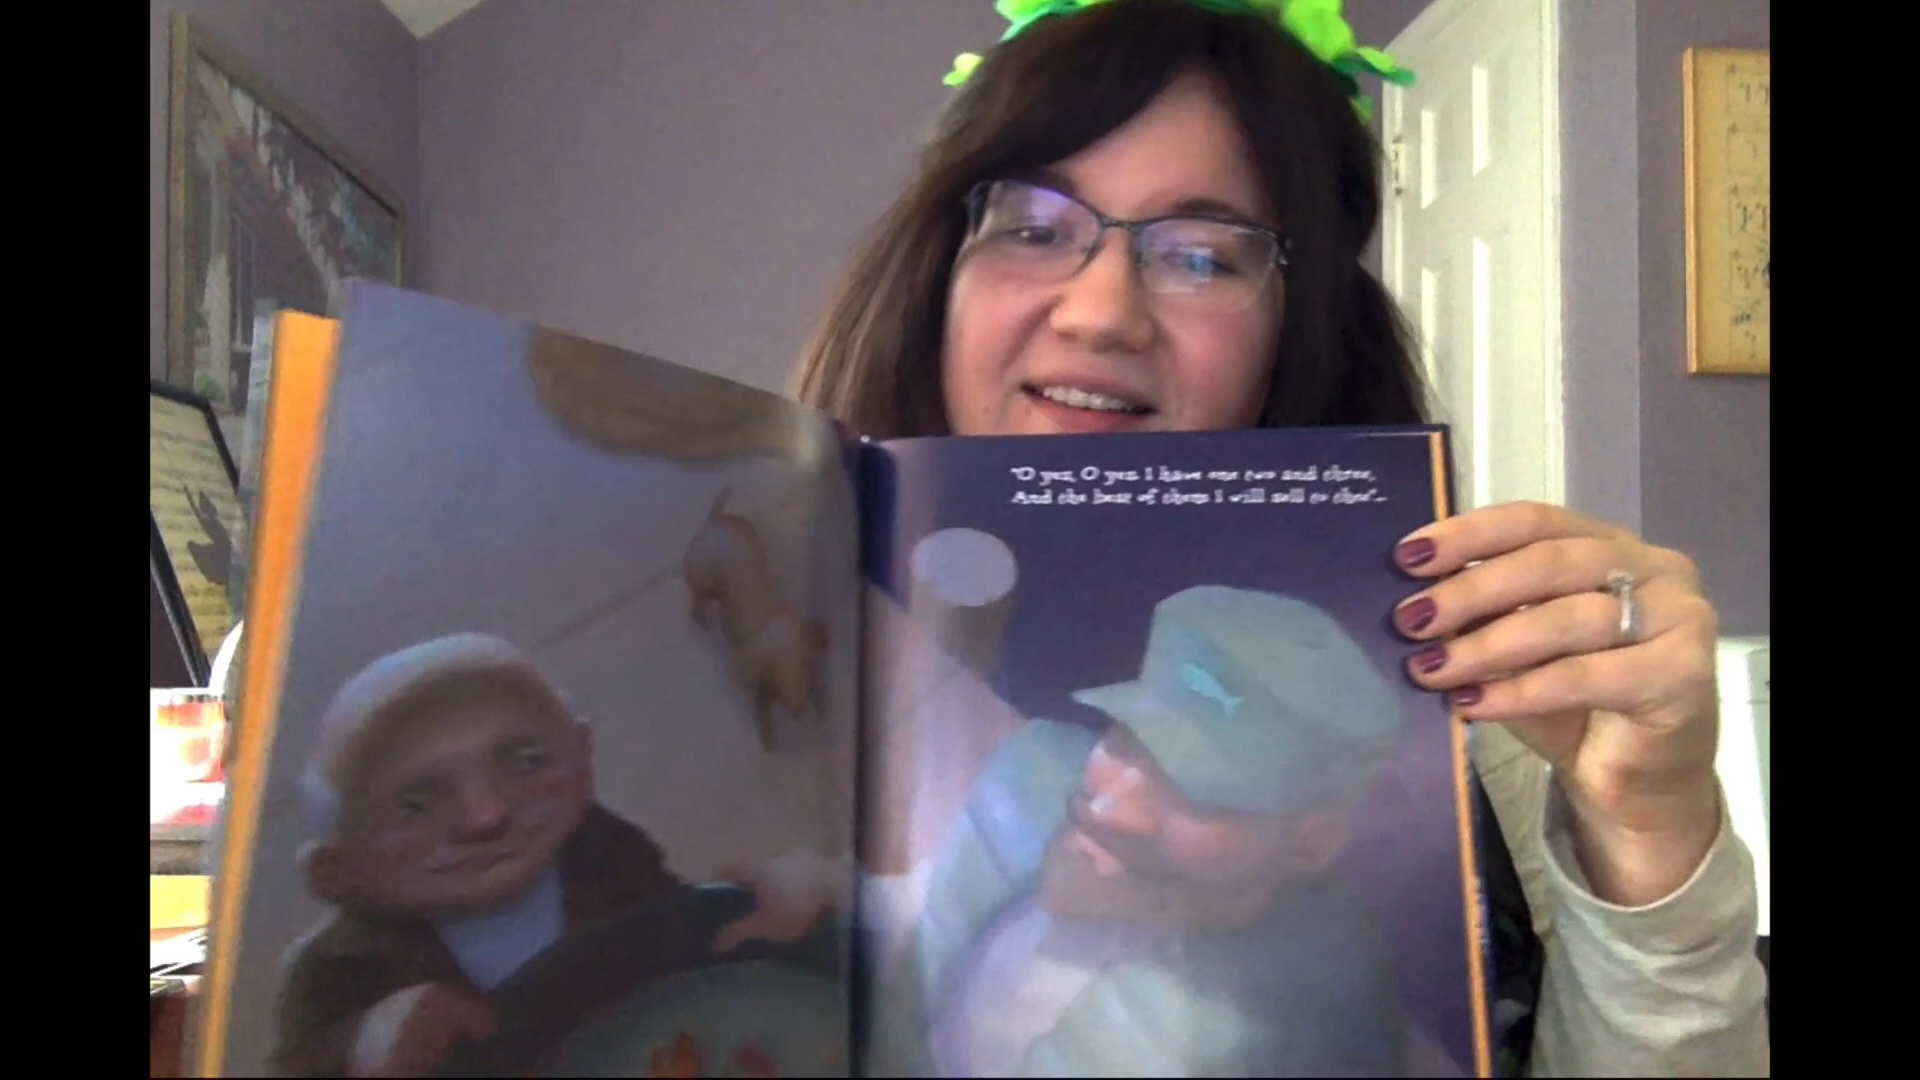 "O yes, O yes. I have one two and three,
And the best of them I will sell to thee"...